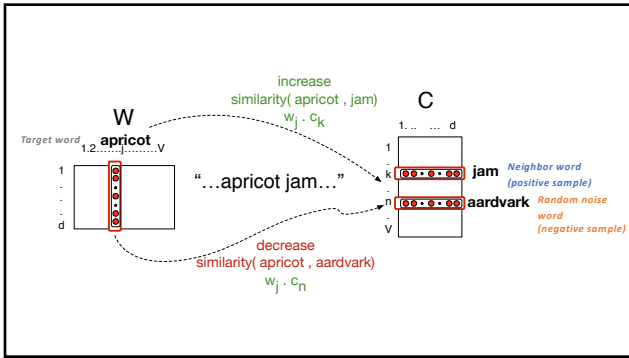 increase
similarity( apricot , jam)
wj . ck
W
C
Target word
apricot
1.2........j...........V
1. .. ... d
1
.
.
.
d
"...apricot jam..."
1
.
k
.
n
.
V
jam
Neighbor word
(positive sample)
aardvark
Random noise
word
(negative sample)
decrease
similarity( apricot , aardvark)
wj . cn